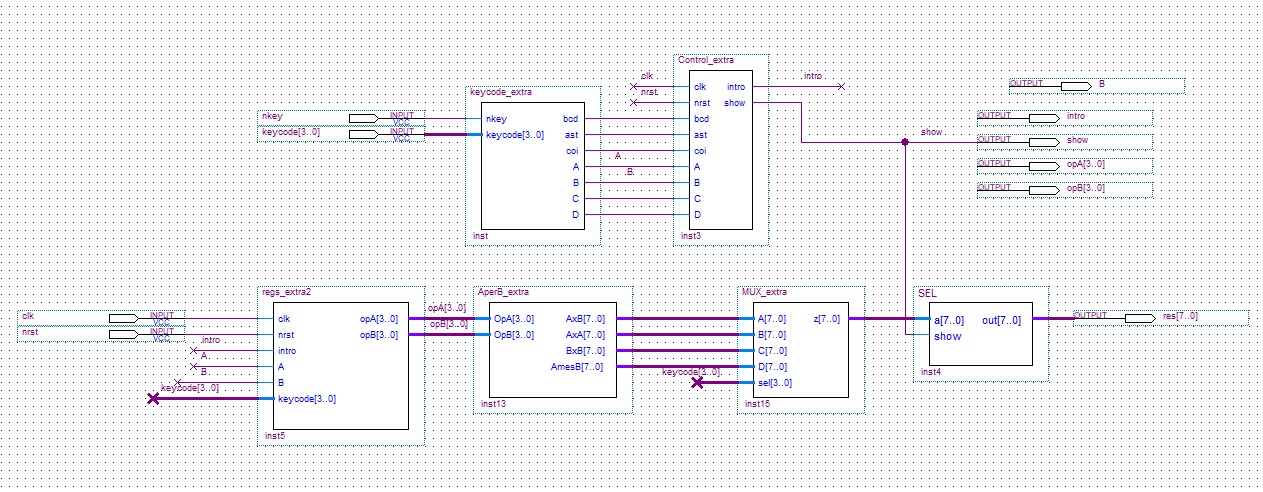 Control_extra
clk
intro
clk
intro
OUTPUT
B
keycode_extra
nrst
nrst
show
nkey
INPUT
VCC
nkey
bcd
bcd
OUTPUT
intro
keycode[3..0]
INPUT
VCC
keycode[3..0]
ast
ast
show
OUTPUT
show
coi
coi
A
A
A
OUTPUT
opA[3..0]
B
B
B
OUTPUT
opB[3..0]
C
C
D
D
inst
inst3
regs_extra2
AperB_extra
MUX_extra
SEL
clk
INPUT
VCC
clk
opA[3..0]
opA[3..0]
OpA[3..0]
AxB[7..0]
A[7..0]
z[7..0]
a[7..0]
out[7..0]
OUTPUT
res[7..0]
nrst
INPUT
VCC
nrst
opB[3..0]
opB[3..0]
OpB[3..0]
AxA[7..0]
B[7..0]
show
intro
intro
BxB[7..0]
C[7..0]
A
A
AmesB[7..0]
D[7..0]
inst4
B
B
keycode[3..0]
sel[3..0]
keycode[3..0]
keycode[3..0]
inst13
inst15
inst5